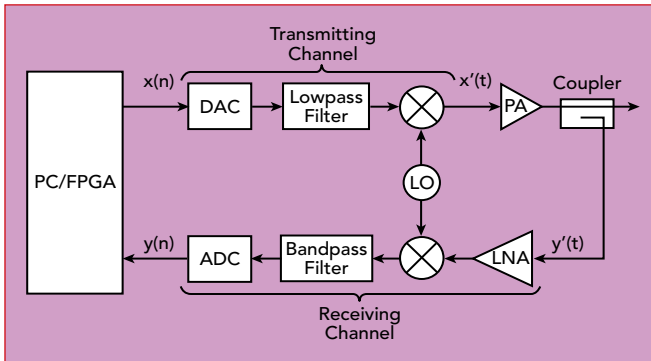 Transmitting
Channel
x(n)
x'(t)
Coupler
DAC
Lowpass
Filter
PA
PC/FPGA
LO
y(n)
y'(t)
ADC
Bandpass
Filter
LNA
Receiving
Channel